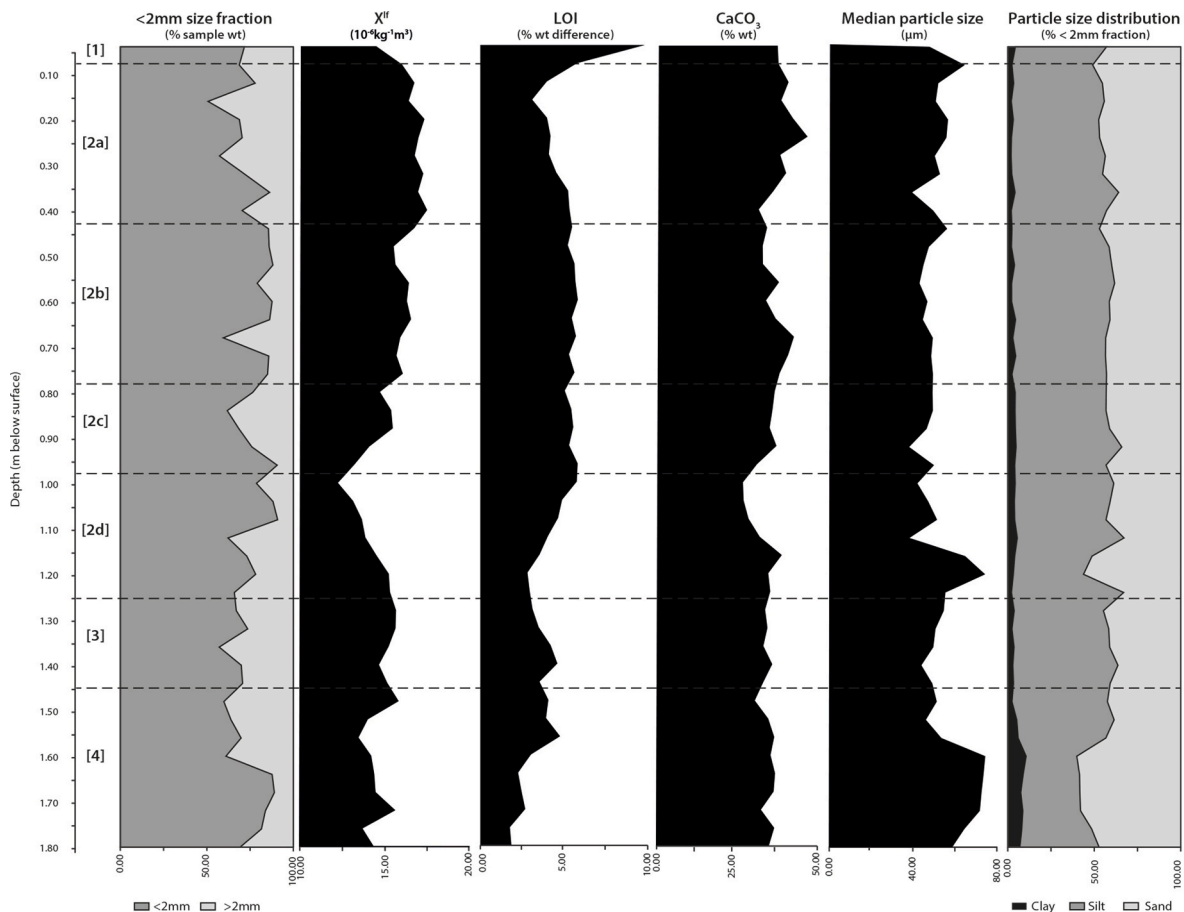 <2mm size fraction
(% sample wt)
Xlf
(10-6kg-1m3)
LOI
(% wt difference)
CaCO3
(% wt)
Median particle size
(µm)
Particle size distribution
(% < 2mm fraction)
Depth (m below surface)
0.10
0.20
0.30
0.40
0.50
0.60
0.70
0.80
0.90
1.00
1.10
1.20
1.30
1.40
1.50
1.60
1.70
1.80
[1]
[2a]
[2b]
[2c]
[2d]
[3]
[4]
0.00
50.00
100.00
10.00
15.00
20.00
0.00
5.00
10.00
0.00
25.00
50.00
0.00
40.00
80.00
0.00
50.00
100.00
<2mm >2mm
Clay Silt Sand